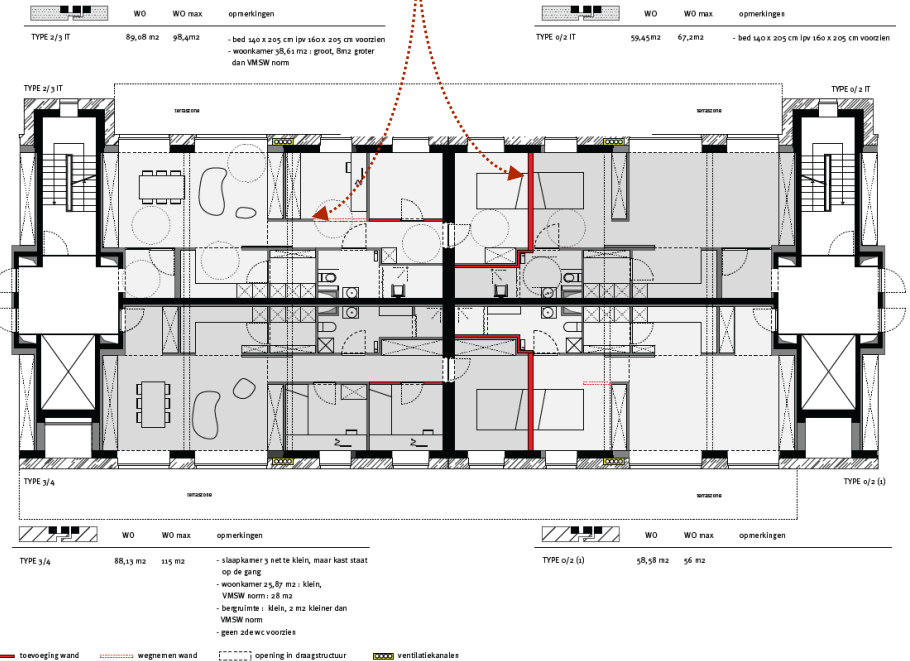 WO WO max opmerkingen
TYPE 2/3 IT 89,08 m2 98,4m2 - bed 140 x 205 cm ipv 160 x 205 cm voorzien
- woonkamer 38,61 m2 : groot, 8m2 groter
dan VMSW norm
WO WO max opmerkingen
TYPE 0/2 IT 59,45m2 67,2m2 - bed 140 x 205 cm ipv 160 x 205 cm voorzien
TYPE 2/3 IT
TYPE 0/2 IT
terraszone
terraszone
TYPE 3/4
TYPE 0/2 (1)
terraszone
terraszone
WO WO max opmerkingen
TYPE 3/4 88,13 m2 115 m2 - slaapkamer 3 net te klein, maar kast staat
op de gang
- woonkamer 25,87 m2 : klein,
VMSW norm : 28 m2
- bergruimte : klein, 2 m2 kleiner dan
VMSW norm
- geen 2de wc voorzien
WO WO max opmerkingen
TYPE 0/2 (1) 58,58 m2 56 m2
toevoeging wand wegnemen wand opening in draagstructuur ventilatiekanalen